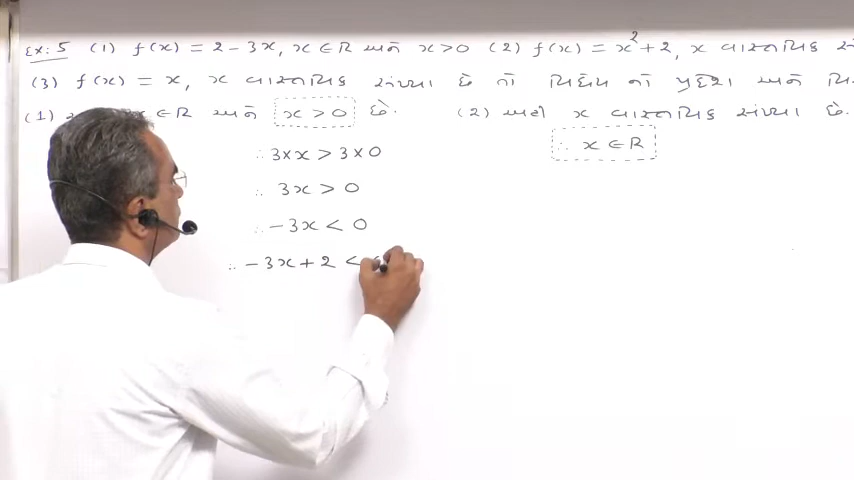 Ex: 5 (1) f(x) = 2 - 3x, x ∈ R અને x > 0 (2) f(x) = x² + 2, x વાસ્તવિક
(3) f(x) = x, x વાસ્તવિક સંખ્યા છે તો વિધેય નો પ્રદેશ અને
(1) ∈ R અને x > 0 છે. (2) અહી x વાસ્તવિક સંખ્યા છે.
∴ 3 × x > 3 × 0 ∴ x ∈ R
∴ 3x > 0
∴ -3x < 0
∴ -3x + 2 <